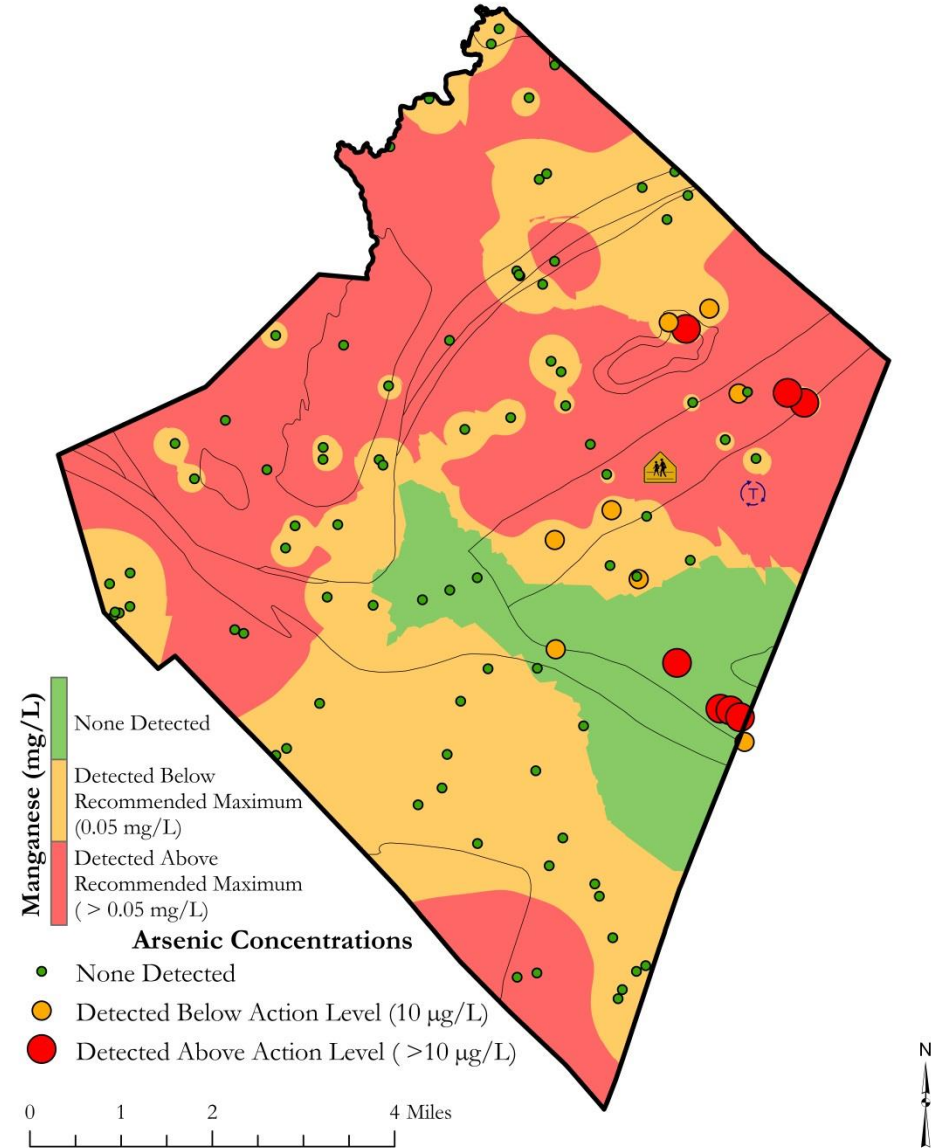 T
Manganese (mg/L)
None Detected
Detected Below
Recommended Maximum
(0.05 mg/L)
Detected Above
Recommended Maximum
( > 0.05 mg/L)
Arsenic Concentrations
None Detected
Detected Below Action Level (10 µg/L)
Detected Above Action Level ( >10 µg/L)
0 1 2 4 Miles
N